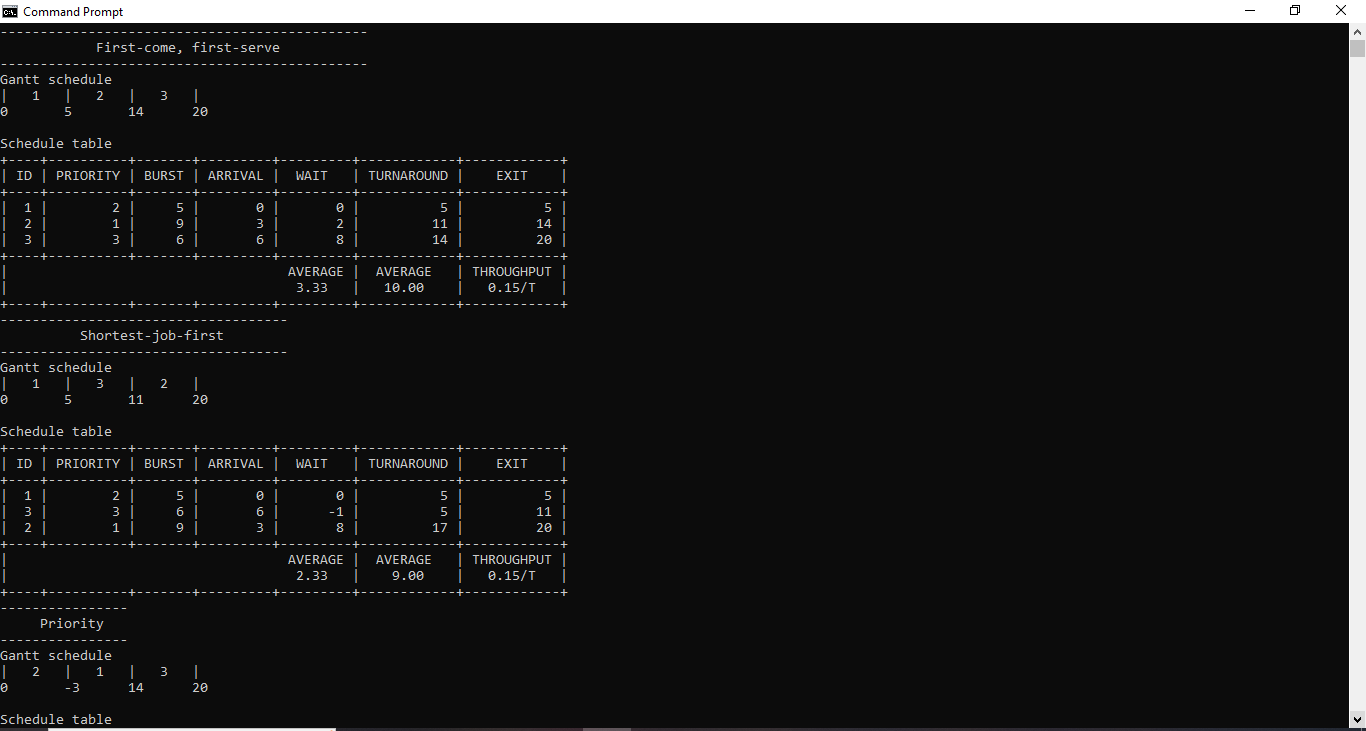 Command Prompt
----------------------------------------------
            First-come, first-serve
----------------------------------------------
Gantt schedule
|   1   |   2   |   3   |
0       5       14      20

Schedule table
+----+----------+-------+---------+---------+------------+------------+
| ID | PRIORITY | BURST | ARRIVAL |  WAIT   | TURNAROUND |    EXIT    |
+----+----------+-------+---------+---------+------------+------------+
|  1 |        2 |     5 |       0 |       0 |          5 |          5 |
|  2 |        1 |     9 |       3 |       2 |         11 |         14 |
|  3 |        3 |     6 |       6 |       8 |         14 |         20 |
+----+----------+-------+---------+---------+------------+------------+
|                                   AVERAGE |  AVERAGE   | THROUGHPUT |
|                                    3.33   |   10.00    |   0.15/T   |
+----+----------+-------+---------+---------+------------+------------+
------------------------------------
          Shortest-job-first
------------------------------------
Gantt schedule
|   1   |   3   |   2   |
0       5       11      20

Schedule table
+----+----------+-------+---------+---------+------------+------------+
| ID | PRIORITY | BURST | ARRIVAL |  WAIT   | TURNAROUND |    EXIT    |
+----+----------+-------+---------+---------+------------+------------+
|  1 |        2 |     5 |       0 |       0 |          5 |          5 |
|  3 |        3 |     6 |       6 |      -1 |          5 |         11 |
|  2 |        1 |     9 |       3 |       8 |         17 |         20 |
+----+----------+-------+---------+---------+------------+------------+
|                                   AVERAGE |  AVERAGE   | THROUGHPUT |
|                                    2.33   |    9.00    |   0.15/T   |
+----+----------+-------+---------+---------+------------+------------+
----------------
     Priority
----------------
Gantt schedule
|   2   |   1   |   3   |
0       -3      14      20

Schedule table